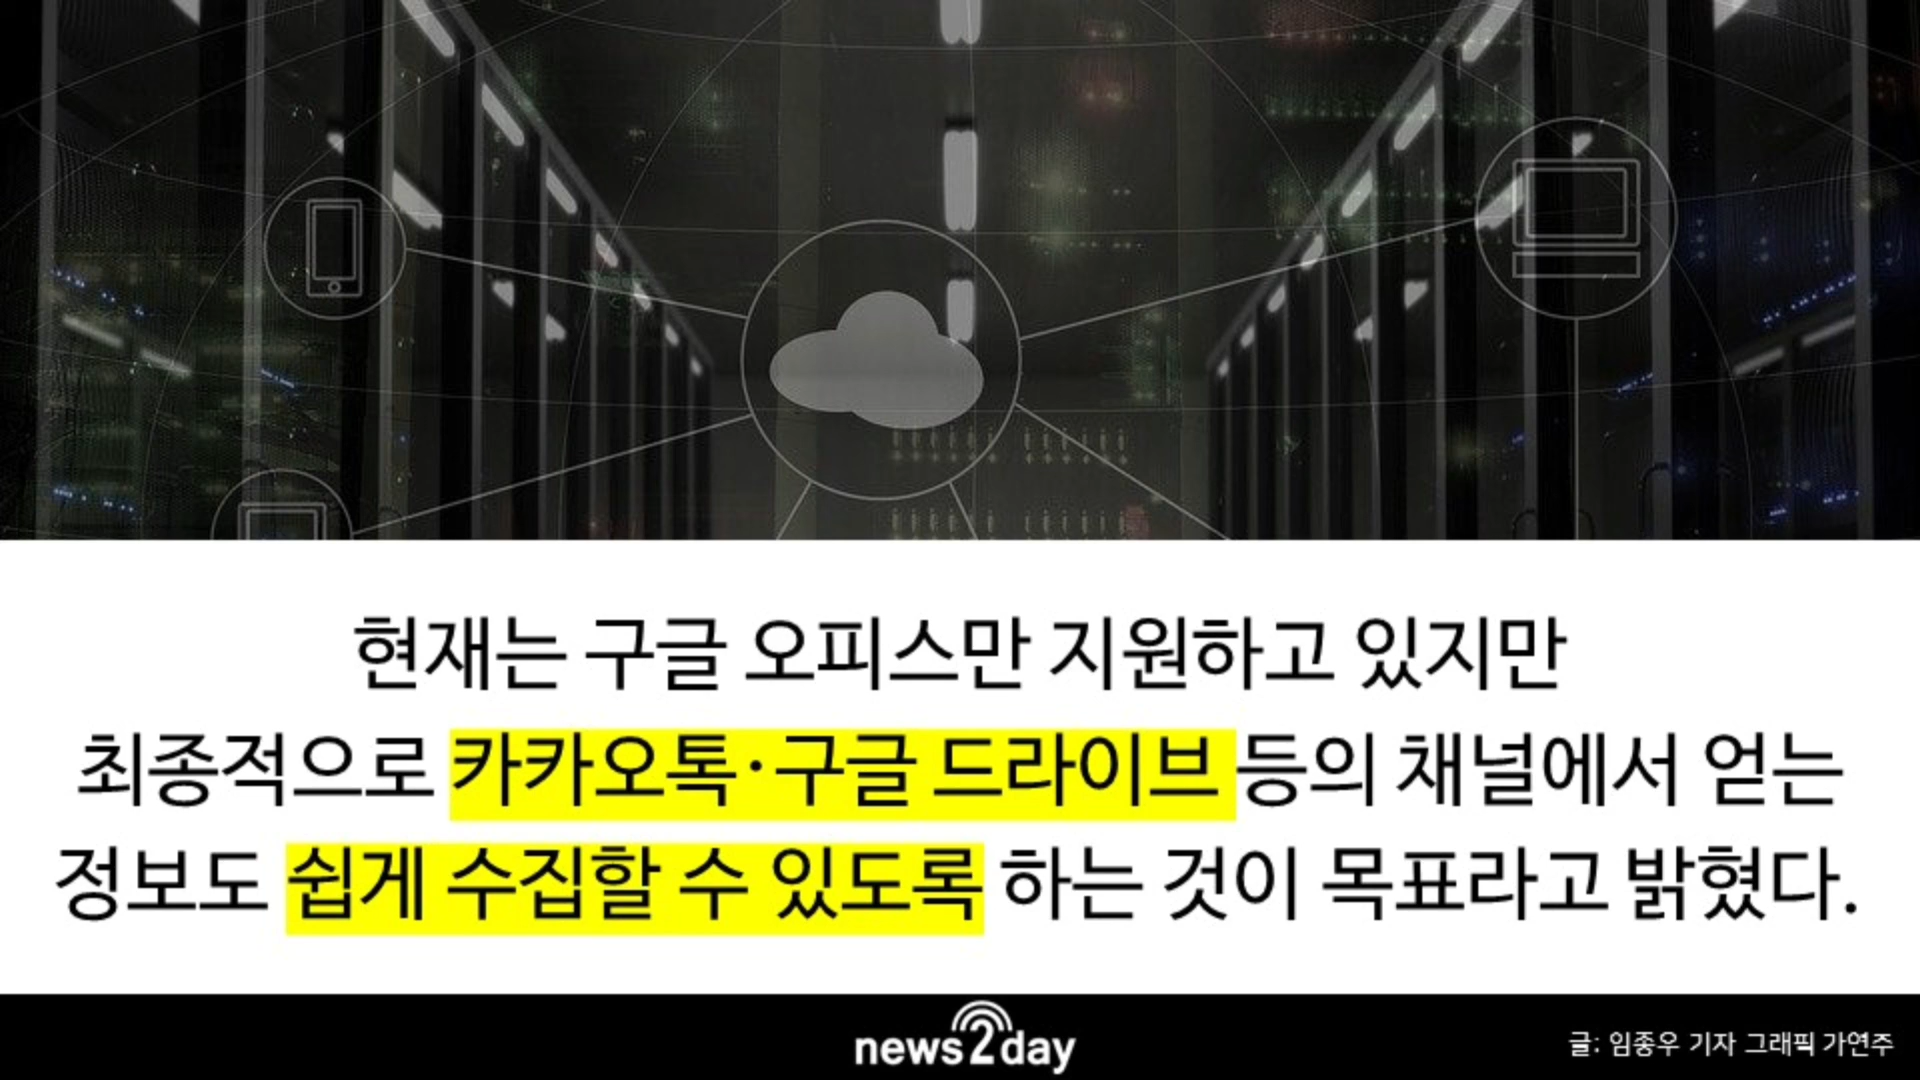 현재는 구글 오피스만 지원하고 있지만
최종적으로 카카오톡·구글 드라이브 등의 채널에서 얻는
정보도 쉽게 수집할 수 있도록 하는 것이 목표라고 밝혔다.
news2day
글: 임종우 기자 그래픽 가연주